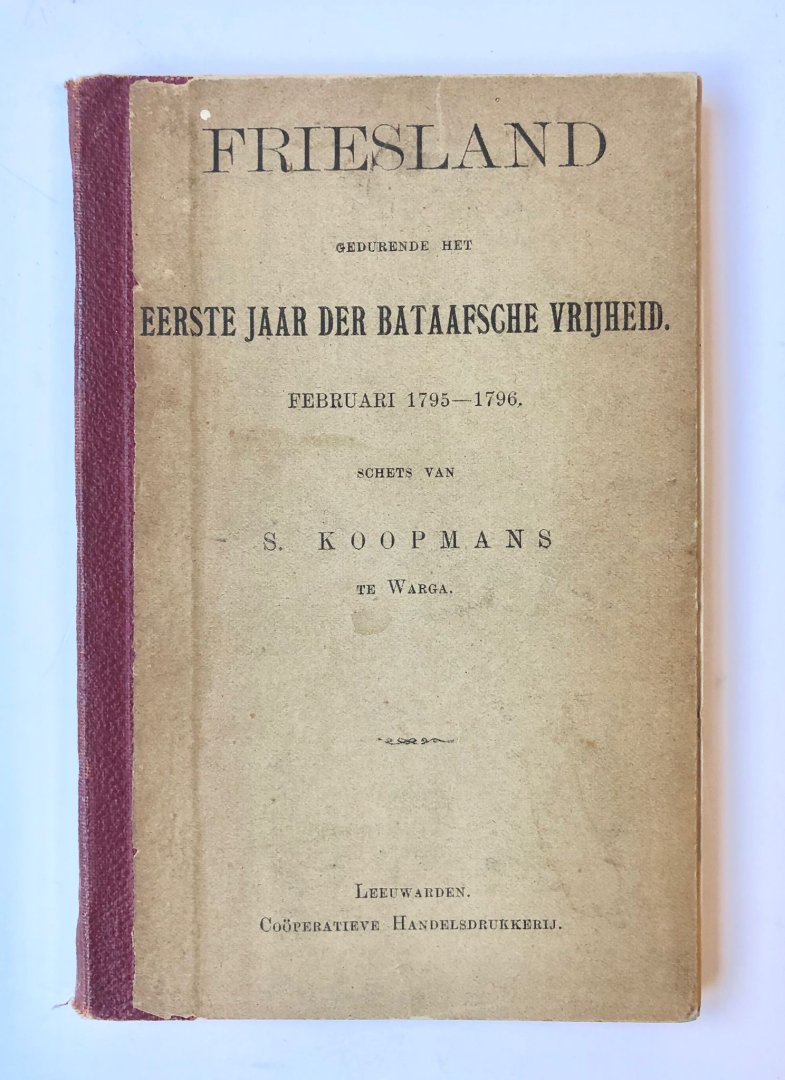 FRIESLAND
GEDURENDE HET
EERSTE JAAR DER BATAAFSCHE VRIJHEID.
FEBRUARI 1795—1796.
SCHETS VAN
S. KOOPMANS
TE WARGA.
LEEUWARDEN.
COÖPERATIEVE HANDELSDRUKKERIJ.